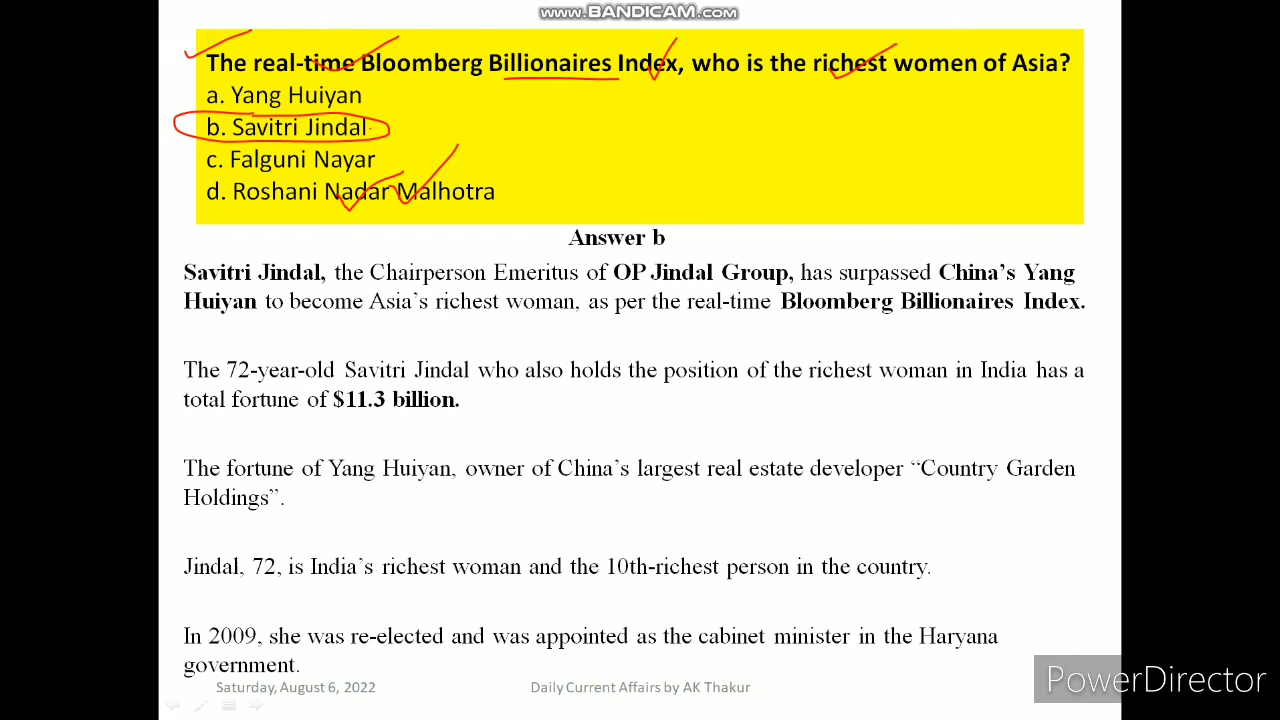 www.BANDICAM.com
The real-time Bloomberg Billionaires Index, who is the richest women of Asia?
a. Yang Huiyan
b. Savitri Jindal
c. Falguni Nayar
d. Roshani Nadar Malhotra
Answer b
Savitri Jindal, the Chairperson Emeritus of OP Jindal Group, has surpassed China's Yang
Huiyan to become Asia's richest woman, as per the real-time Bloomberg Billionaires Index.
The 72-year-old Savitri Jindal who also holds the position of the richest woman in India has a
total fortune of $11.3 billion.
The fortune of Yang Huiyan, owner of China's largest real estate developer “Country Garden
Holdings”.
Jindal, 72, is India's richest woman and the 10th-richest person in the country.
In 2009, she was re-elected and was appointed as the cabinet minister in the Haryana
government.
Saturday, August 6, 2022
Daily Current Affairs by AK Thakur
PowerDirector